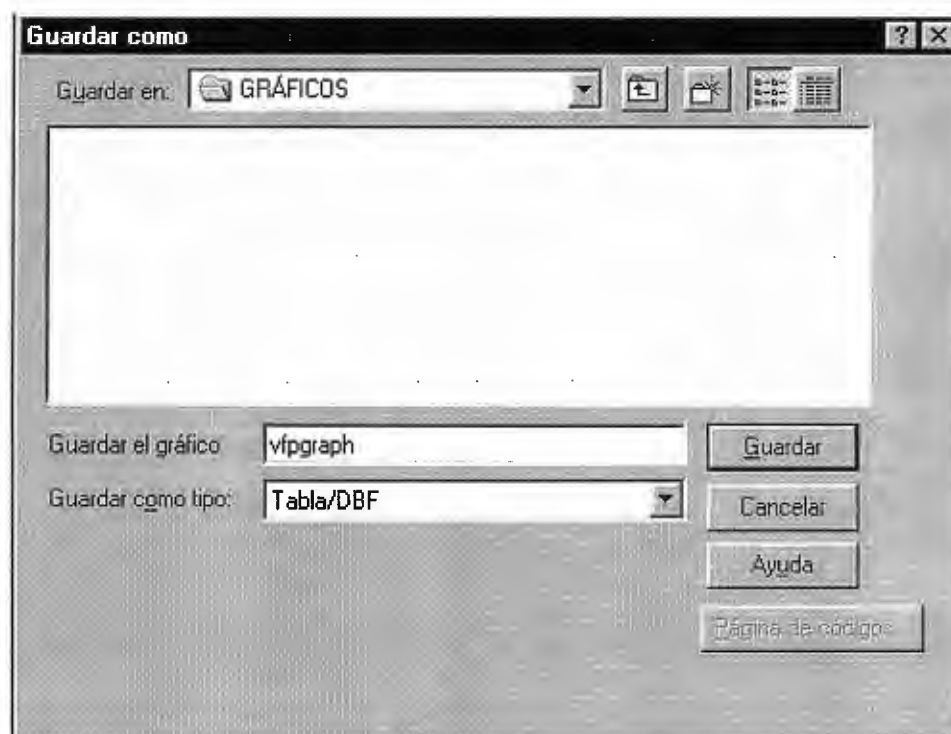 Guardar como
Guardar en: GRÁFICOS
Guardar el gráfico vfpgraph Guardar
Guardar como tipo: Tabla/DBF Cancelar
Ayuda
Página de códigos...